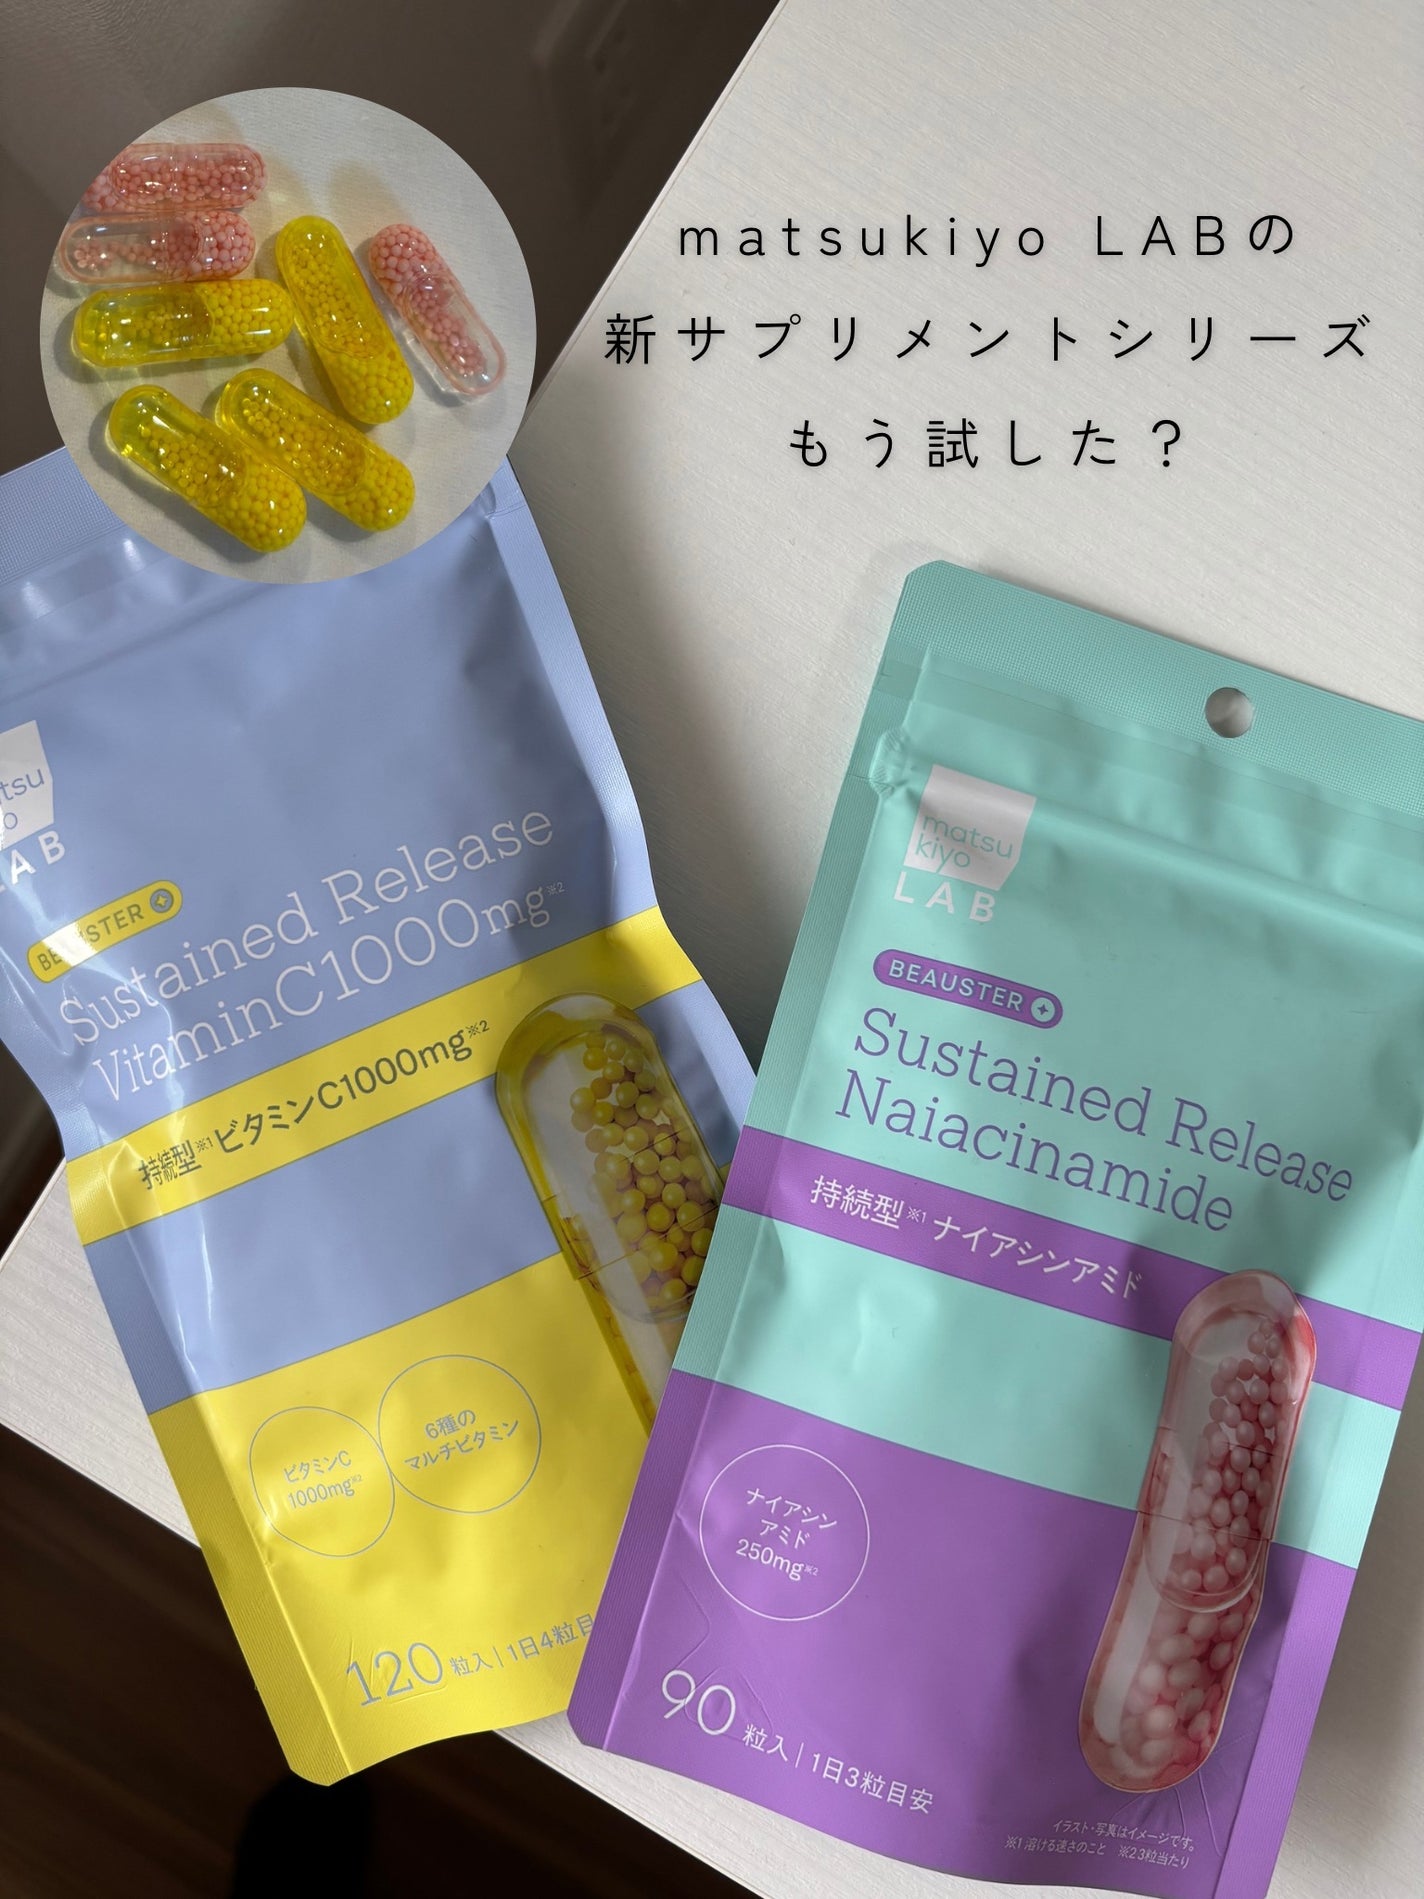 matsukiyo LABの
新サプリメントシリーズ
もう試した？
tsu
LAB
BEAUSTER
Sustained Release
VitaminC1000mg※2
持続型※1ビタミンC1000mg※2
ビタミンC
1000mg※2
6種の
マルチビタミン
120粒入｜1日4粒目
matsu
kiyo
LAB
BEAUSTER
Sustained Release
Naiacinamide
持続型※1ナイアシンアミド
ナイアシン
アミド
250mg※2
90粒入｜1日3粒目安
イラスト・写真はイメージです。
※1 溶ける速さのこと ※2 3粒当たり